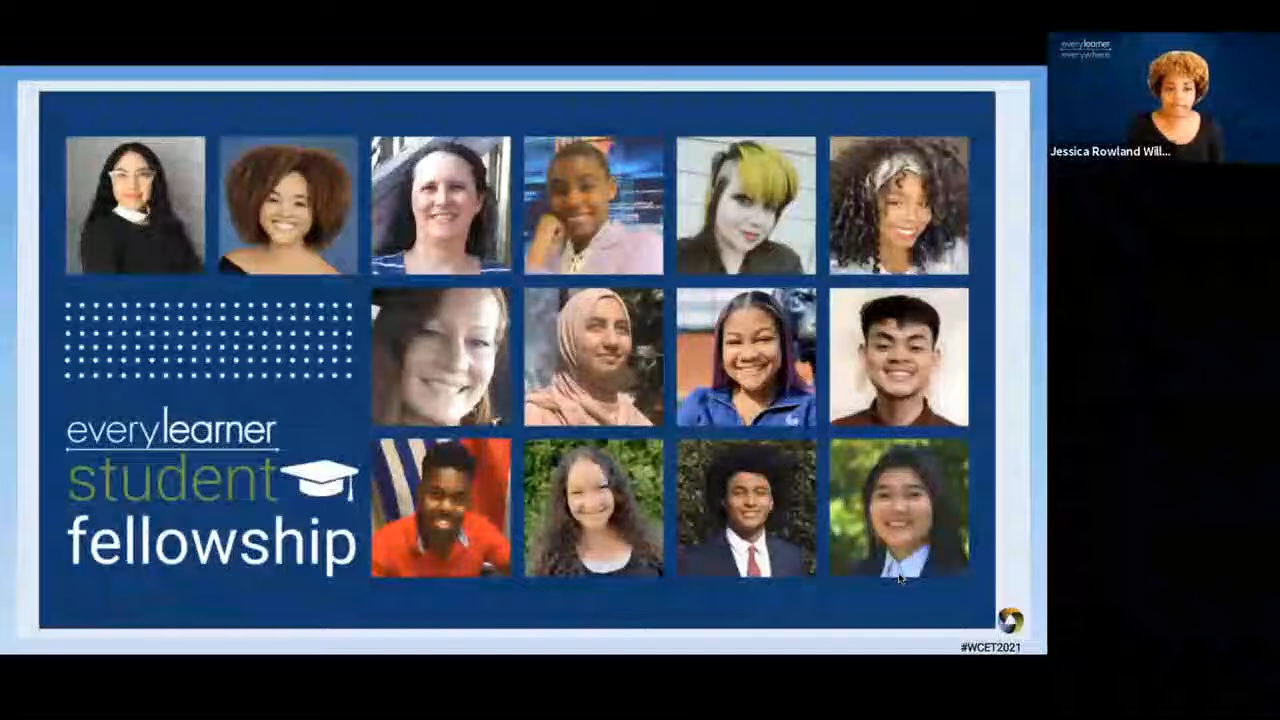 everylearner
student
fellowship
#WCET2021
everylearner
everywhere
Jessica Rowland Will...